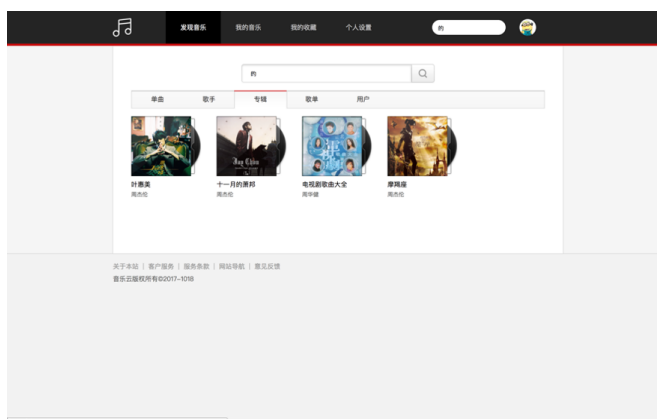 发现音乐 我的音乐 我的收藏 个人设置 的
的
单曲 歌手 专辑 歌单 用户
Jay Chou
叶惠美 十一月的萧邦 电视剧歌曲大全 摩羯座
周杰伦 周杰伦 周华健 周杰伦
关于本站 | 客户服务 | 服务条款 | 网站导航 | 意见反馈
音乐云版权所有©2017-1018